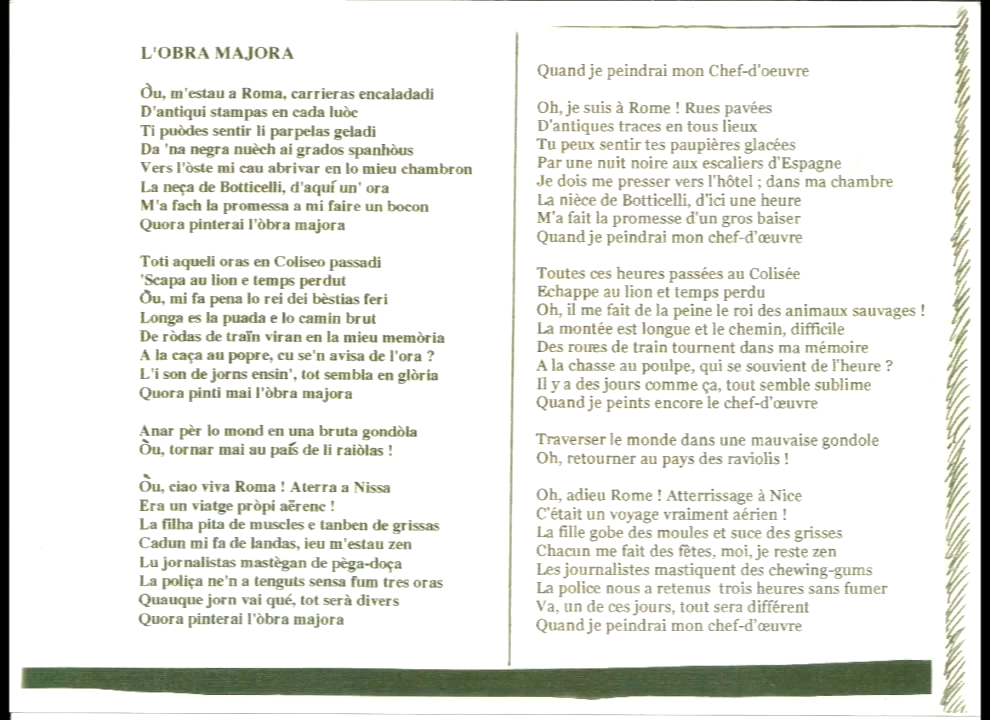 L'OBRA MAJORA
Òu, m'estau a Roma, carrieras encaladadi
D'antiqui stampas en cada luòc
Ti puòdes sentir li parpelas geladi
Da 'na negra nuèch ai grados spanhòus
Vers l'òste mi cau abrivar en lo mieu chambron
La neça de Botticelli, d'aquí un' ora
M'a fach la promessa a mi faire un bocon
Quora pinterai l'òbra majora
Toti aqueli oras en Coliseo passadi
'Scapa au lion e temps perdut
Òu, mi fa pena lo rei dei bèstias feri
Longa es la puada e lo camin brut
De ròdas de traïn viran en la mieu memòria
A la caça au popre, cu se'n avisa de l'ora ?
L'i son de jorns ensin', tot sembla en glòria
Quora pinti mai l'òbra majora
Anar pèr lo mond en una bruta gondòla
Òu, tornar mai au país de li raiòlas !
Òu, ciao viva Roma ! Aterra a Nissa
Era un viatge pròpi aërenc !
La filha pita de muscles e tanben de grissas
Cadun mi fa de landas, ieu m'estau zen
Lu jornalistas mastègan de pèga-doça
La poliça ne'n a tenguts sensa fum tres oras
Quauque jorn vai qué, tot serà divers
Quora pinterai l'òbra majora
Quand je peindrai mon Chef-d'oeuvre
Oh, je suis à Rome ! Rues pavées
D'antiques traces en tous lieux
Tu peux sentir tes paupières glacées
Par une nuit noire aux escaliers d'Espagne
Je dois me presser vers l'hôtel ; dans ma chambre
La nièce de Botticelli, d'ici une heure
M'a fait la promesse d'un gros baiser
Quand je peindrai mon chef-d'œuvre
Toutes ces heures passées au Colisée
Echappe au lion et temps perdu
Oh, il me fait de la peine le roi des animaux sauvages !
La montée est longue et le chemin, difficile
Des roues de train tournent dans ma mémoire
A la chasse au poulpe, qui se souvient de l'heure ?
Il y a des jours comme ça, tout semble sublime
Quand je peints encore le chef-d'œuvre
Traverser le monde dans une mauvaise gondole
Oh, retourner au pays des raviolis !
Oh, adieu Rome ! Atterrissage à Nice
C'était un voyage vraiment aérien !
La fille gobe des moules et suce des grisses
Chacun me fait des fêtes, moi, je reste zen
Les journalistes mastiquent des chewing-gums
La police nous a retenus trois heures sans fumer
Va, un de ces jours, tout sera différent
Quand je peindrai mon chef-d'œuvre